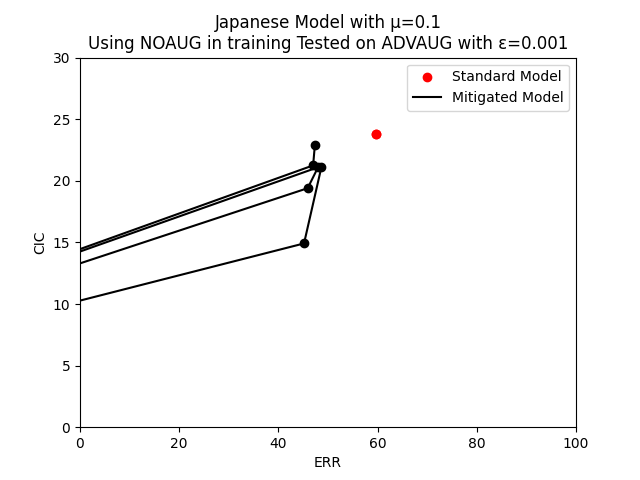 Japanese Model with μ=0.1
Using NOAUG in training Tested on ADVAUG with ε=0.001
Standard Model
Mitigated Model
30
25
20
15
10
5
0
CIC
0 20 40 60 80 100
ERR